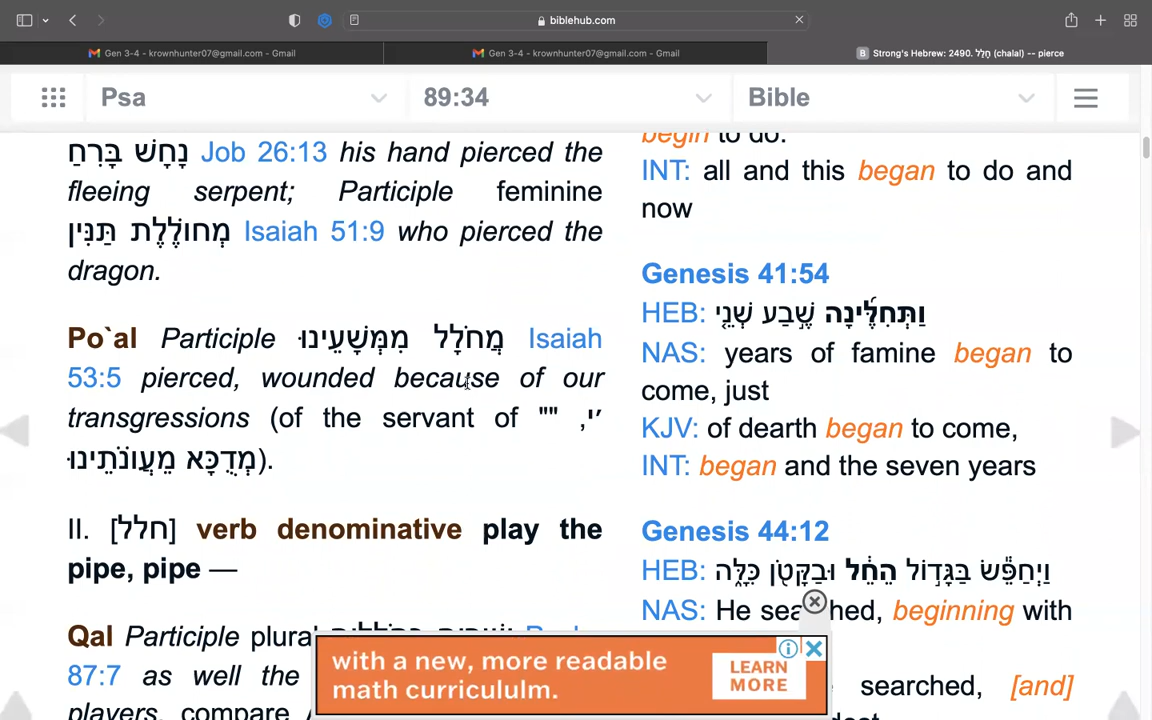 biblehub.com
Gen 3-4 - krownhunter07@gmail.com - Gmail
Gen 3-4 - krownhunter07@gmail.com - Gmail
Strong's Hebrew: 2490. חָלַל (chalal) -- pierce
Psa
89:34
Bible
נָחָשׁ בָּרִחַ Job 26:13 his hand pierced the
fleeing serpent; Participle feminine
מְחוֺלֶלֶת תַּנִּין Isaiah 51:9 who pierced the
dragon.
Po`al Participle מְחֹלָל מִמְּשָׁעֵינוּ Isaiah
53:5 pierced, wounded because of our
transgressions (of the servant of "" ,׳י
מְדֻכָּא מֵעֲוֺנֹתֵינוּ).
II. [חלל] verb denominative play the
pipe, pipe —
Qal Participle plural
87:7 as well the
players, compare
begin to do.
INT: all and this began to do and
now
Genesis 41:54
HEB: וַתְּחִלֶּ֜ינָה שֶׁ֣בַע שְׁנֵ֤י
NAS: years of famine began to
come, just
KJV: of dearth began to come,
INT: began and the seven years
Genesis 44:12
HEB: וַיְחַפֵּ֕שׂ בַּגָּד֣וֹל הֵחֵ֔ל וּבַקָּטֹ֖ן כִּלָּ֑ה
NAS: He searched, beginning with
searched, [and]
with a new, more readable
math curricululm.
LEARN
MORE